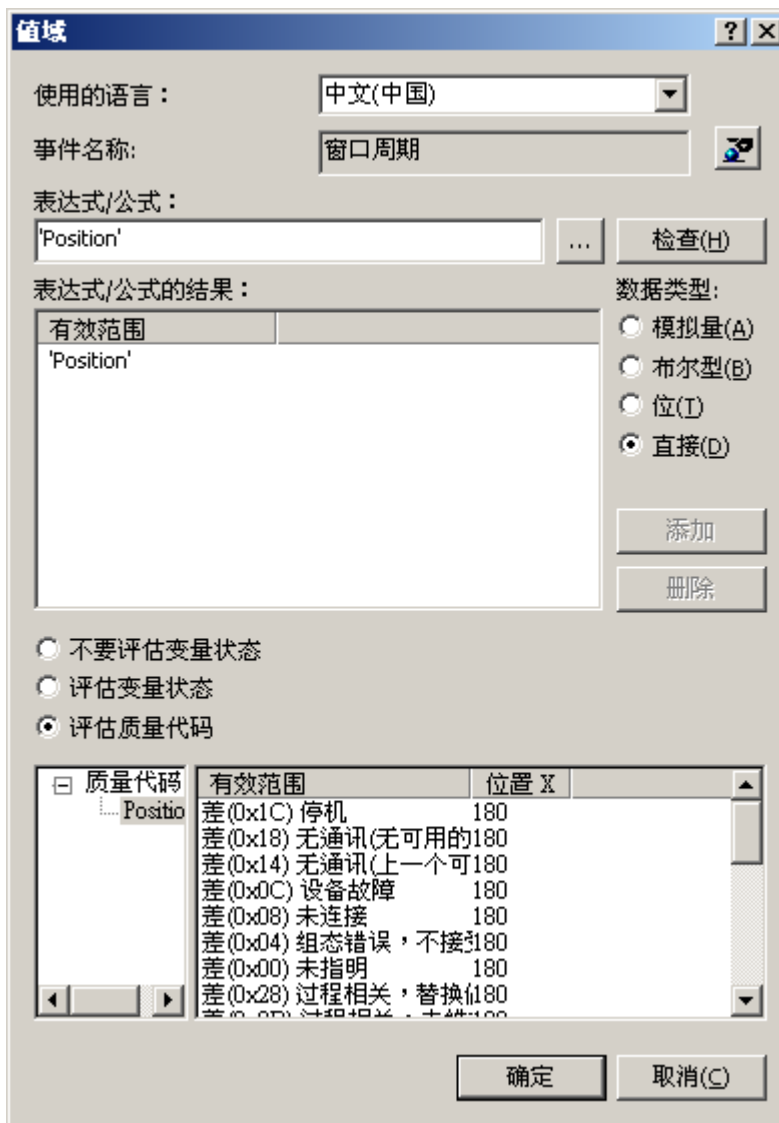 值域
使用的语言：
中文(中国)
事件名称:
窗口周期
表达式/公式：
'Position'
...
检查(H)
表达式/公式的结果：
数据类型:
有效范围
'Position'
模拟量(A)
布尔型(B)
位(T)
直接(D)
添加
删除
不要评估变量状态
评估变量状态
评估质量代码
质量代码
Positio
有效范围 位置 X
差(0x1C) 停机 180
差(0x18) 无通讯(无可用的 180
差(0x14) 无通讯(上一个可 180
差(0x0C) 设备故障 180
差(0x08) 未连接 180
差(0x04) 组态错误，不接 180
差(0x00) 未指明 180
差(0x28) 过程相关，替换 180
确定
取消(C)